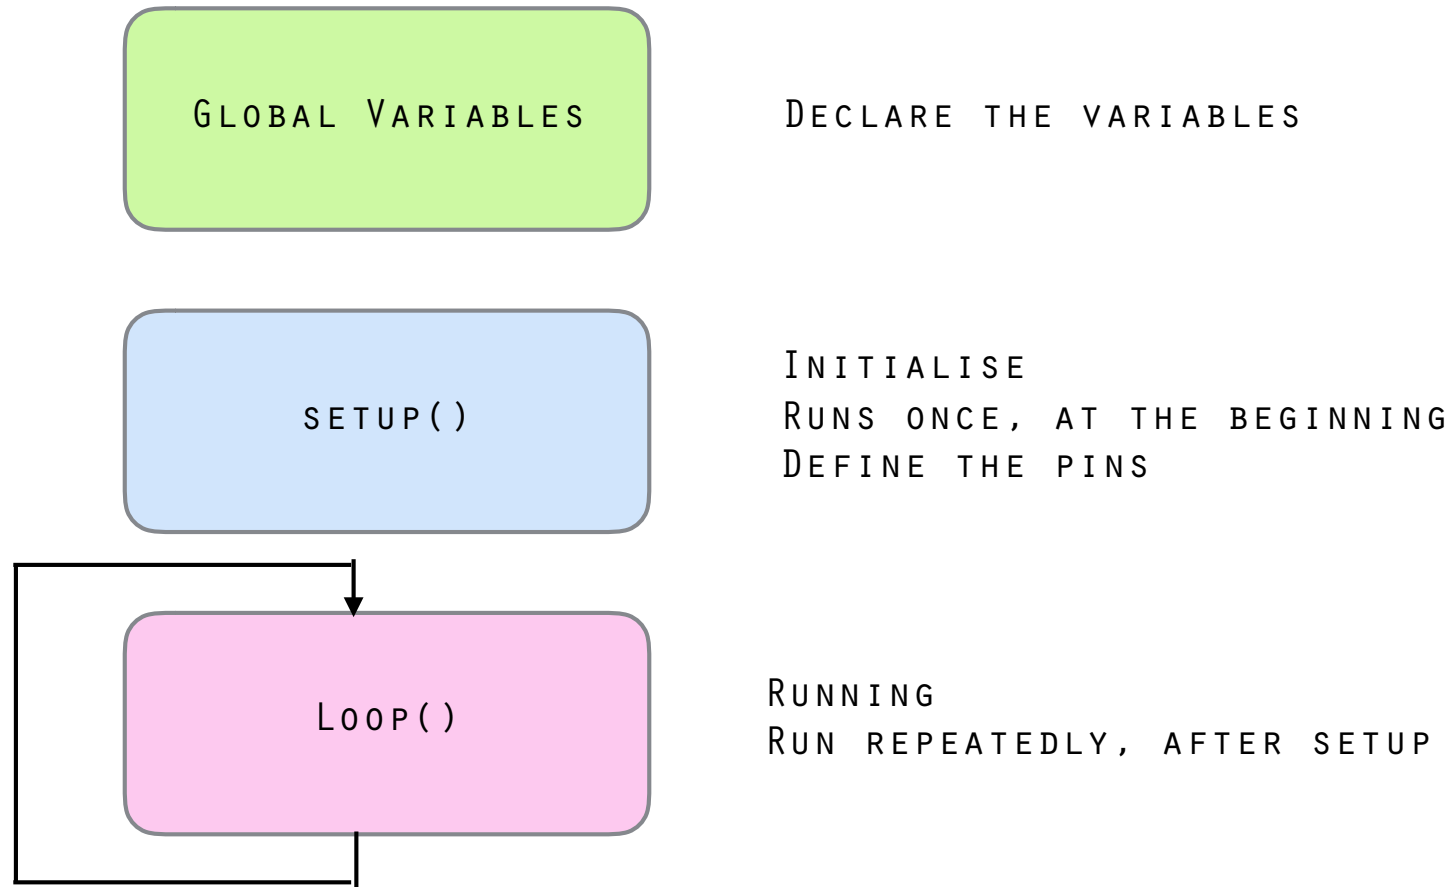 Global Variables
Declare the variables
setup()
Initialise
Runs once, at the beginning
Define the pins
Loop()
Running
Run repeatedly, after setup